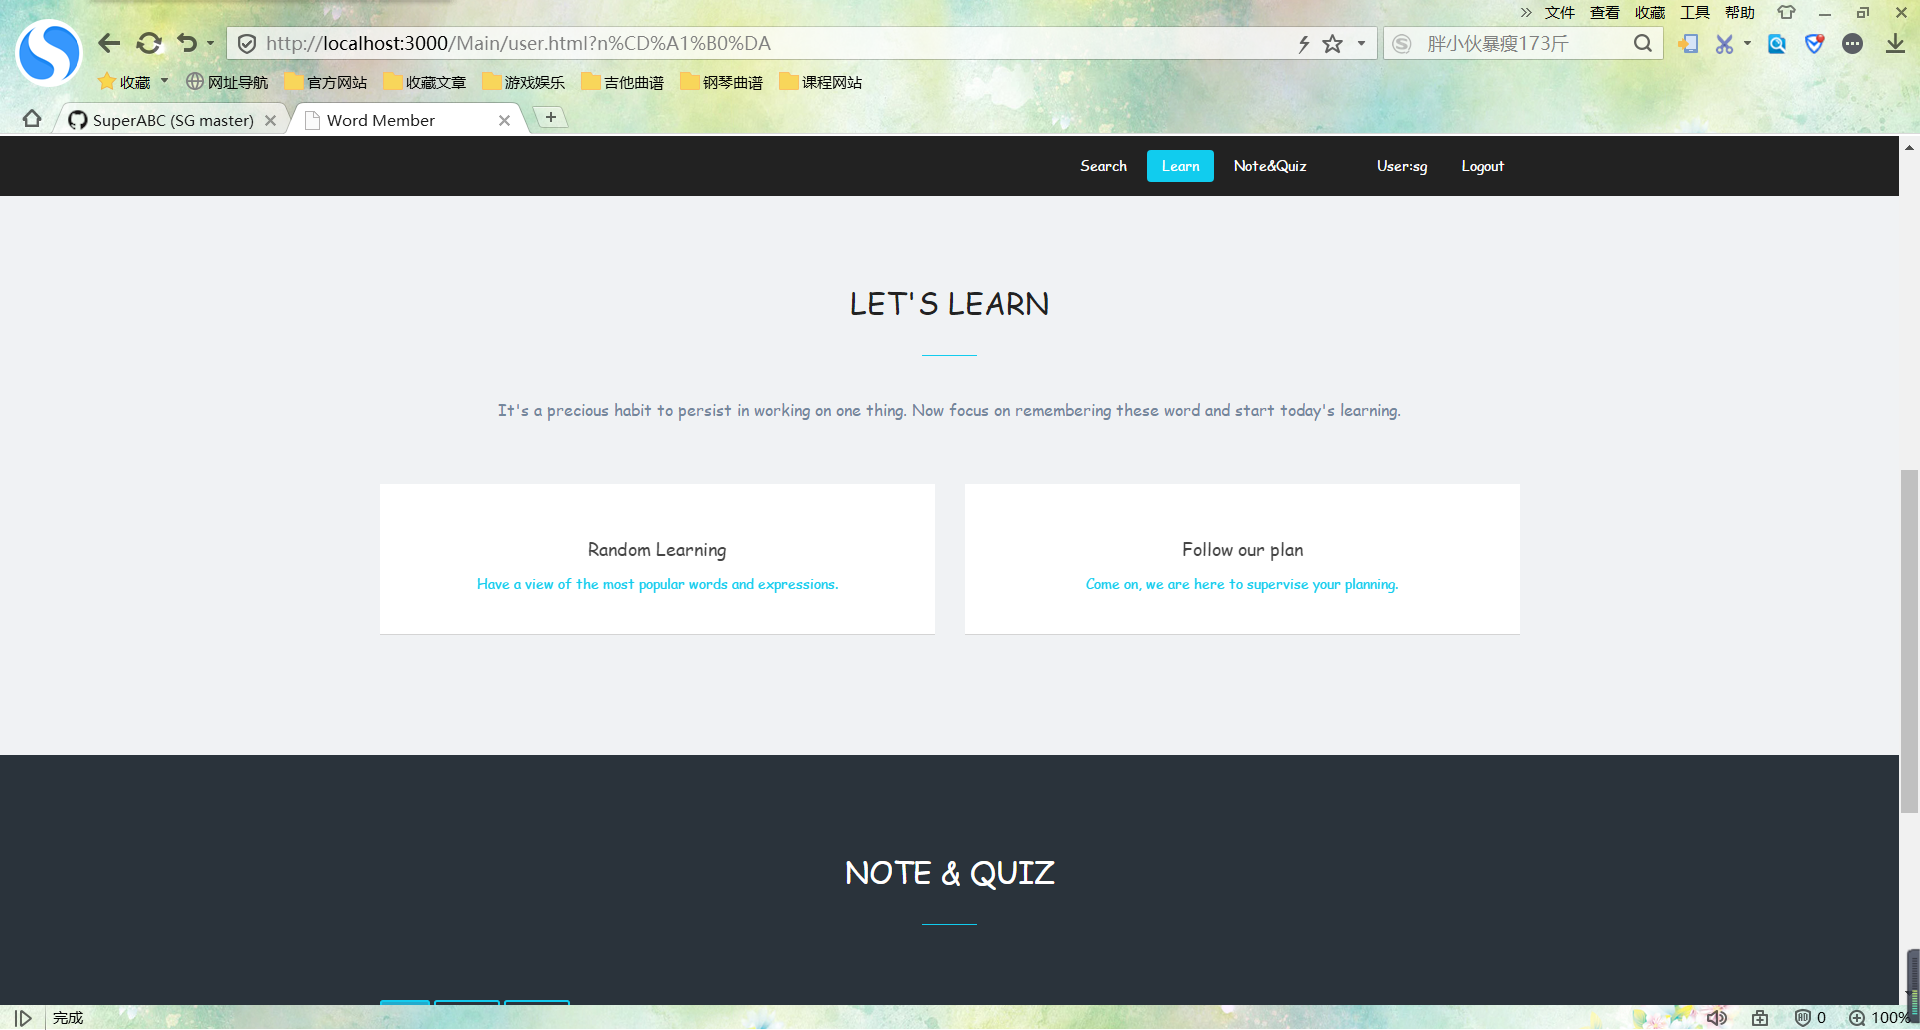 文件 查看 收藏 工具 帮助
http://localhost:3000/Main/user.html?n%CD%A1%B0%DA
胖小伙暴瘦173斤
收藏 网址导航 官方网站 收藏文章 游戏娱乐 吉他曲谱 钢琴曲谱 课程网站
SuperABC (SG master) Word Member
Search Learn Note&Quiz User:sg Logout
LET'S LEARN
It's a precious habit to persist in working on one thing. Now focus on remembering these word and start today's learning.
Random Learning
Have a view of the most popular words and expressions.
Follow our plan
Come on, we are here to supervise your planning.
NOTE & QUIZ
完成 0 100%